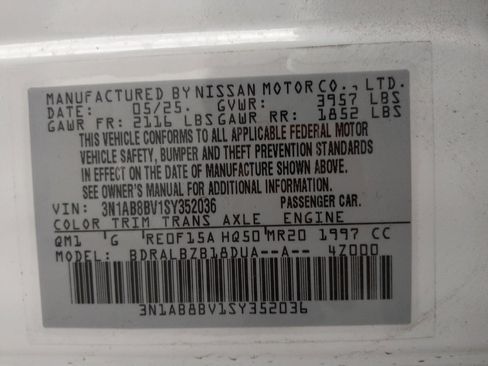 MANUFACTURED BY NISSAN MOTOR CO., LTD.
DATE: 05/25. GVWR: 3957 LBS
GAWR FR: 2116 LBS GAWR RR: 1852 LBS
THIS VEHICLE CONFORMS TO ALL APPLICABLE FEDERAL MOTOR
VEHICLE SAFETY, BUMPER AND THEFT PREVENTION STANDARDS
IN EFFECT ON THE DATE OF MANUFACTURE SHOWN ABOVE.
SEE OWNER'S MANUAL FOR ADDITIONAL INFORMATION.
VIN: 3N1AB8BV1SY352036 PASSENGER CAR.
COLOR TRIM TRANS AXLE ENGINE
QM1 G RE0F15A HQ50 MR20 1997 CC
MODEL: BDRALBZB18DUA--A-- 4Z000
3N1AB8BV1SY352036